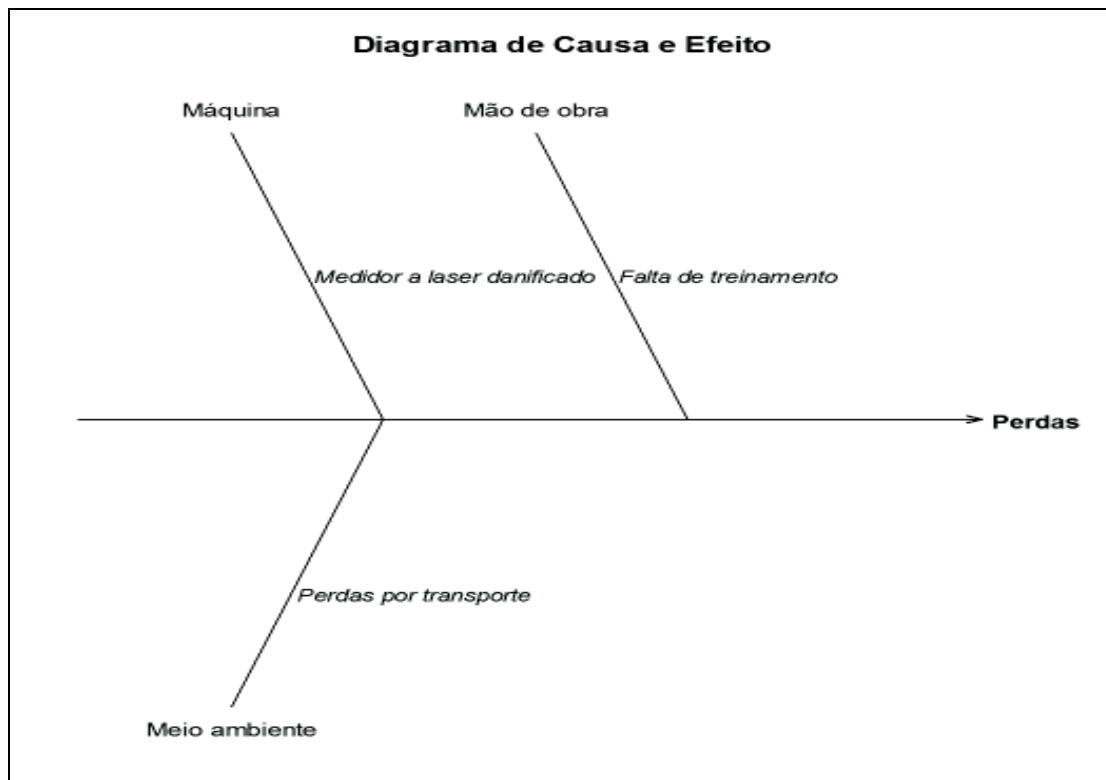 Diagrama de Causa e Efeito
Máquina
Mão de obra
Medidor a laser danificado
Falta de treinamento
Perdas
Perdas por transporte
Meio ambiente